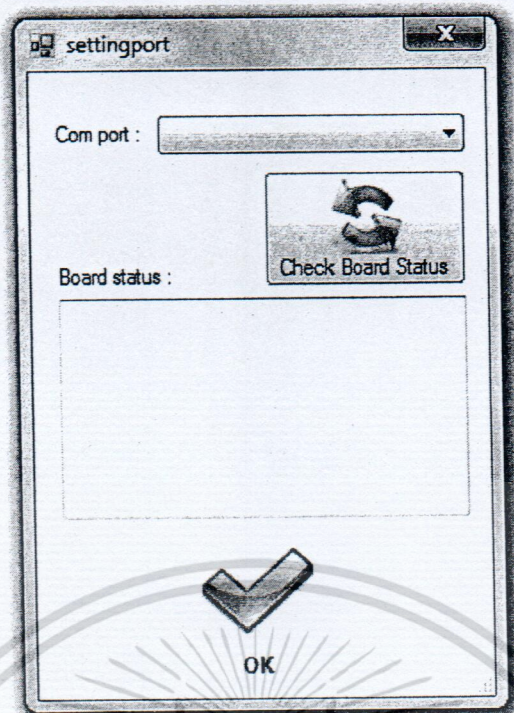 settingport
Com port :
Check Board Status
Board status :
OK